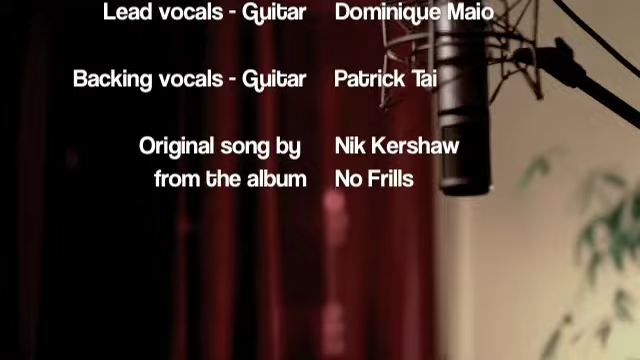 Lead vocals - Guitar Dominique Maio
Backing vocals - Guitar Patrick Tai
Original song by Nik Kershaw
from the album No Frills